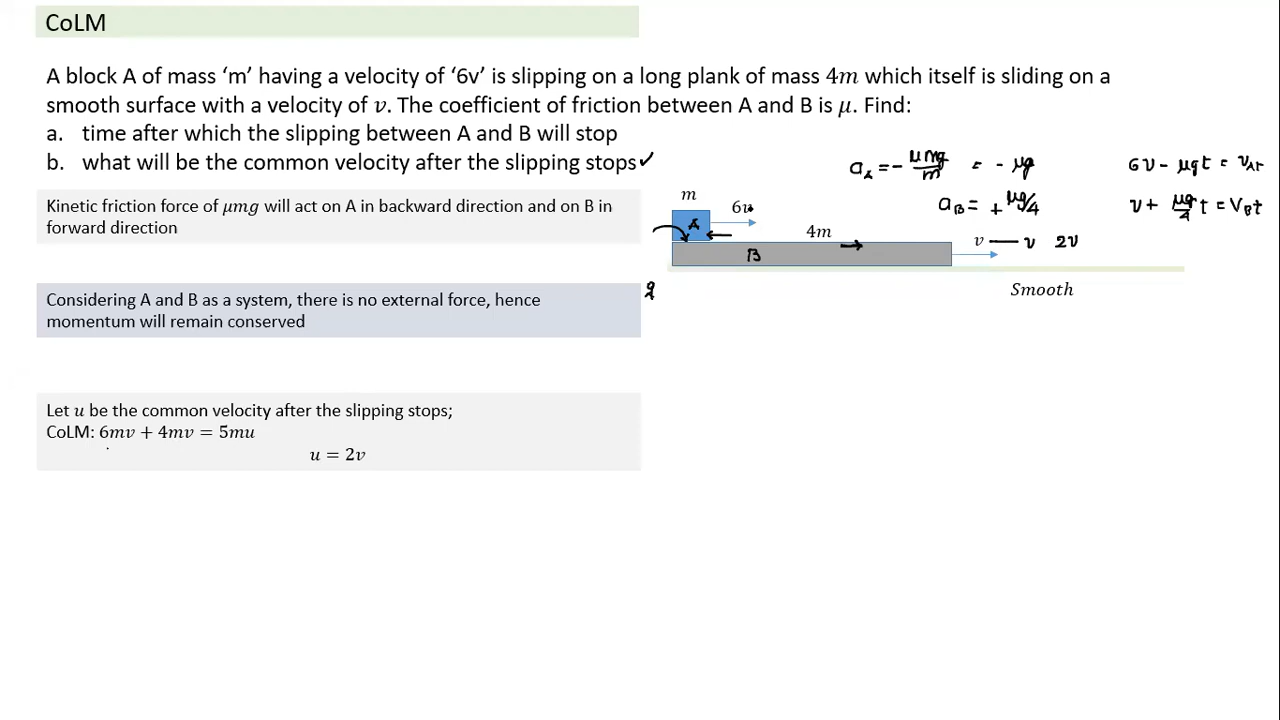 CoLM
A block A of mass ‘m’ having a velocity of ‘6v’ is slipping on a long plank of mass 4m which itself is sliding on a
smooth surface with a velocity of v. The coefficient of friction between A and B is μ. Find:
a. time after which the slipping between A and B will stop
b. what will be the common velocity after the slipping stops✓
a_A = - μmg/m = - μg
6v - μgt = v_At
Kinetic friction force of μmg will act on A in backward direction and on B in
forward direction
m
6v
A
a_B = + μg/4
v + μg/4 t = v_Bt
4m
B
v — v 2v
Smooth
Considering A and B as a system, there is no external force, hence
momentum will remain conserved
Let u be the common velocity after the slipping stops;
CoLM: 6mv + 4mv = 5mu
u = 2v